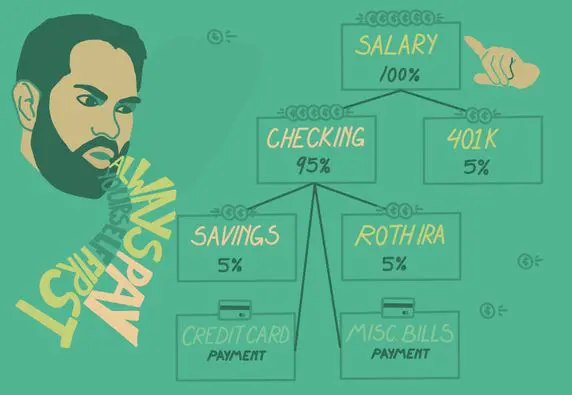 SALARY
100%
CHECKING
95%
401K
5%
SAVINGS
5%
ROTH IRA
5%
CREDIT CARD
PAYMENT
MISC. BILLS
PAYMENT
ALWAYS PAY
YOURSELF FIRST